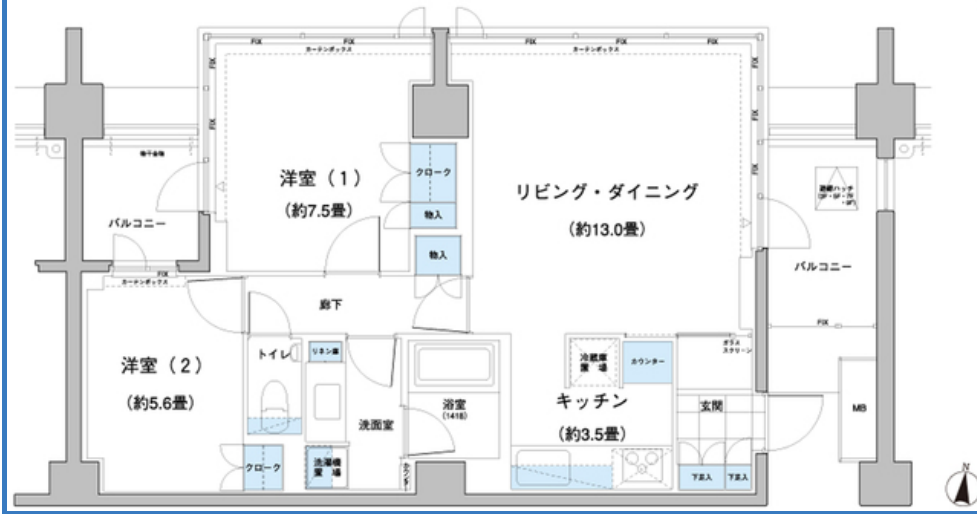 FIX
FIX
カーテンボックス
FIX
FIX
FIX
カーテンボックス
FIX
FIX
FIX
FIX
FIX
FIX
物干金物
バルコニー
洋室（1）
（約7.5畳）
クローク
物入
物入
リビング・ダイニング
（約13.0畳）
避難ハッチ
バルコニー
FIX
FIX
カーテンボックス
廊下
洋室（2）
（約5.6畳）
トイレ
リネン庫
洗面室
浴室
(1418)
冷蔵庫
置場
カウンター
ガラス
スクリーン
キッチン
（約3.5畳）
玄関
MB
クローク
洗濯機
置場
カウンター
下足入
下足入
N